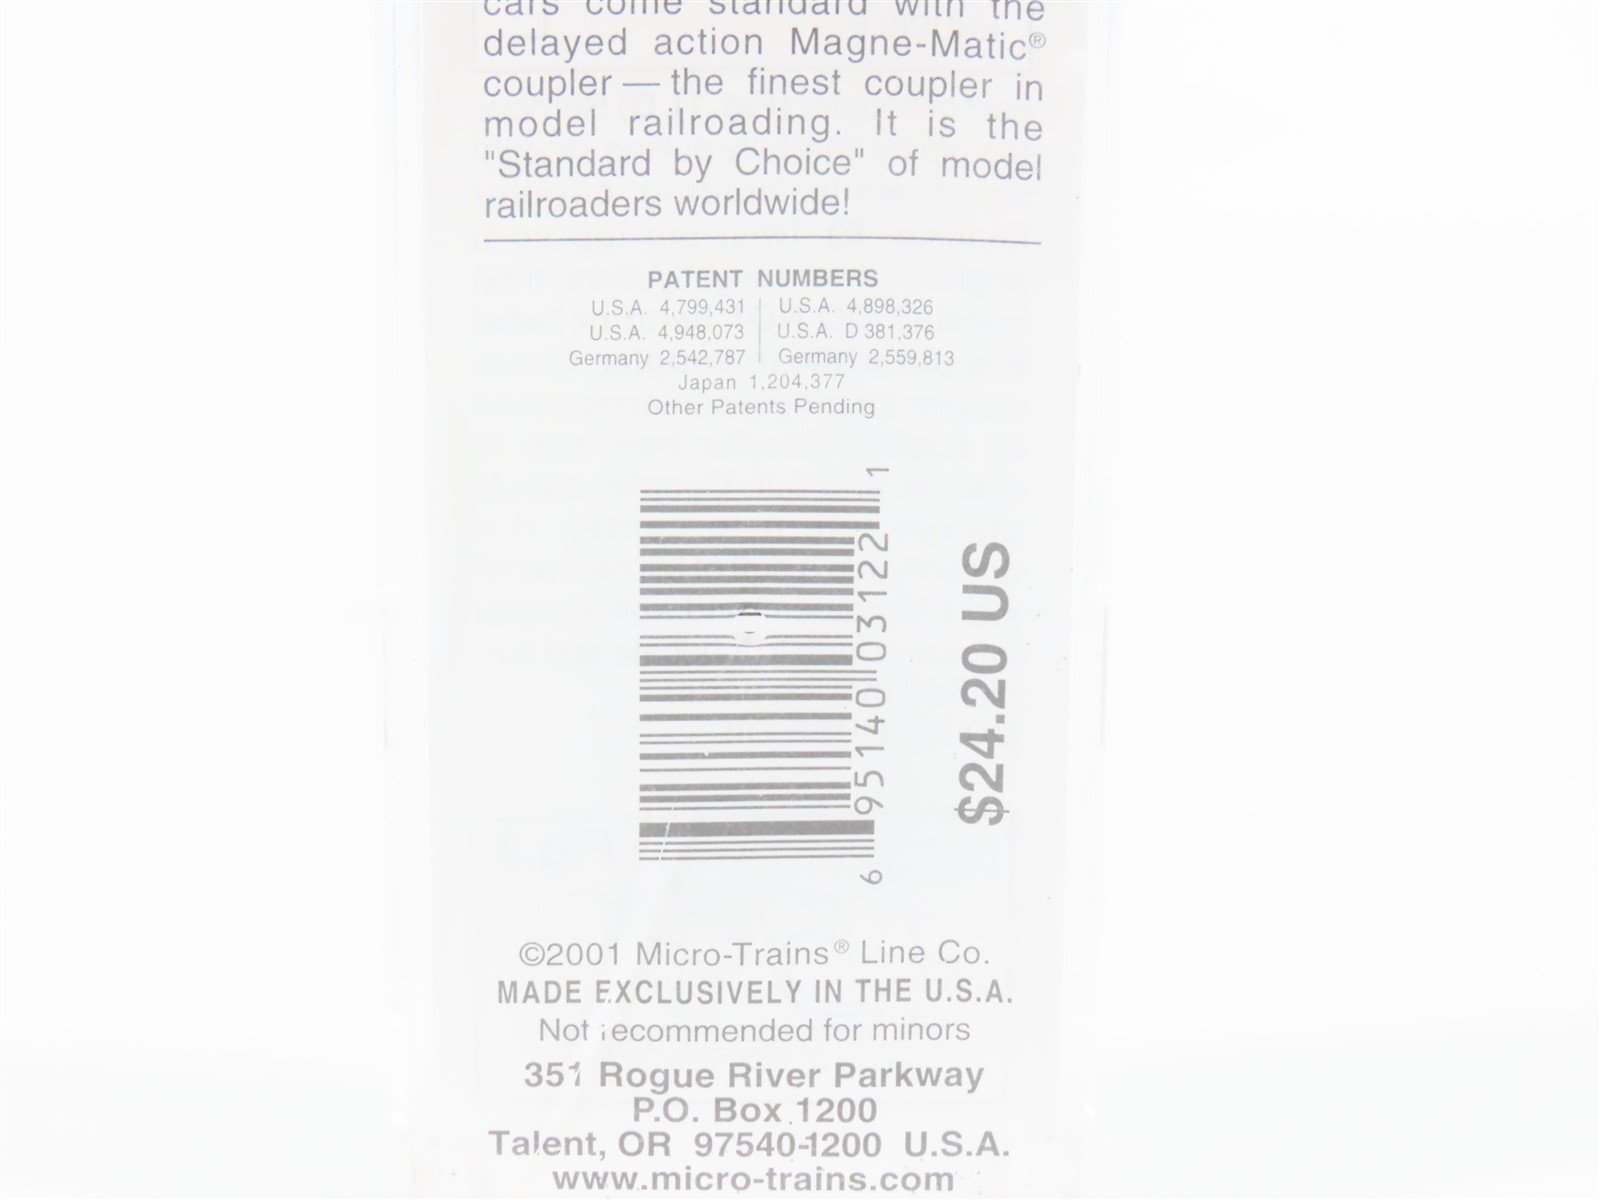 cars come standard with the
delayed action Magne-Matic®
coupler — the finest coupler in
model railroading. It is the
"Standard by Choice" of model
railroaders worldwide!
PATENT NUMBERS
U.S.A. 4,799,431 | U.S.A. 4,898,326
U.S.A. 4,948,073 | U.S.A. D 381,376
Germany 2,542,787 | Germany 2,559,813
Japan 1,204,377
Other Patents Pending
6 95140 03122 1
$24.20 US
©2001 Micro-Trains® Line Co.
MADE EXCLUSIVELY IN THE U.S.A.
Not recommended for minors
351 Rogue River Parkway
P.O. Box 1200
Talent, OR 97540-1200 U.S.A.
www.micro-trains.com